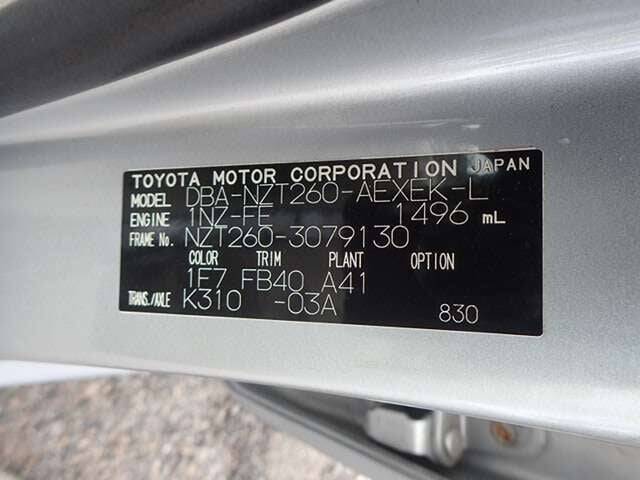 TOYOTA MOTOR CORPORATION JAPAN
MODEL DBA-NZT260-AEXEK-L
ENGINE 1NZ-FE 1496 mL
FRAME No. NZT260-3079130
COLOR TRIM PLANT OPTION
1E7 FB40 A41
TRANS./AXLE K310 -03A
830